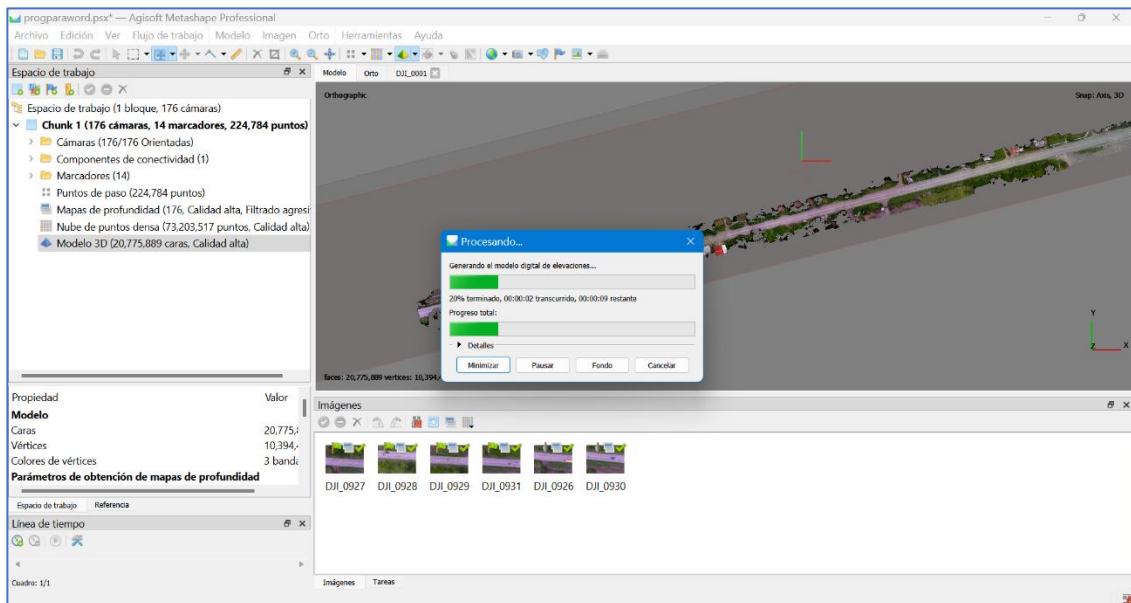 progparaword.psx* — Agisoft Metashape Professional
Archivo Edición Ver Flujo de trabajo Modelo Imagen Orto Herramientas Ayuda
Espacio de trabajo
Espacio de trabajo (1 bloque, 176 cámaras)
Chunk 1 (176 cámaras, 14 marcadores, 224,784 puntos)
Cámaras (176/176 Orientadas)
Componentes de conectividad (1)
Marcadores (14)
Puntos de paso (224,784 puntos)
Mapas de profundidad (176, Calidad alta, Filtrado agresi
Nube de puntos densa (73,203,517 puntos, Calidad alta)
Modelo 3D (20,775,889 caras, Calidad alta)
Propiedad Valor
Modelo
Caras 20,775,
Vértices 10,394,
Colores de vértices 3 banda
Parámetros de obtención de mapas de profundidad
Espacio de trabajo Referencia
Línea de tiempo
Cuadro: 1/1
Modelo Orto DJI_0001
Orthographic Snap: Axis, 3D
Procesando...
Generando el modelo digital de elevaciones...
20% terminado, 00:00:02 transcurrido, 00:00:09 restante
Progreso total:
Detalles
Minimizar Pausar Fondo Cancelar
Y
Z X
faces: 20,775,889 vertices: 10,394,
Imágenes
DJI_0927 DJI_0928 DJI_0929 DJI_0931 DJI_0926 DJI_0930
Imágenes Tareas